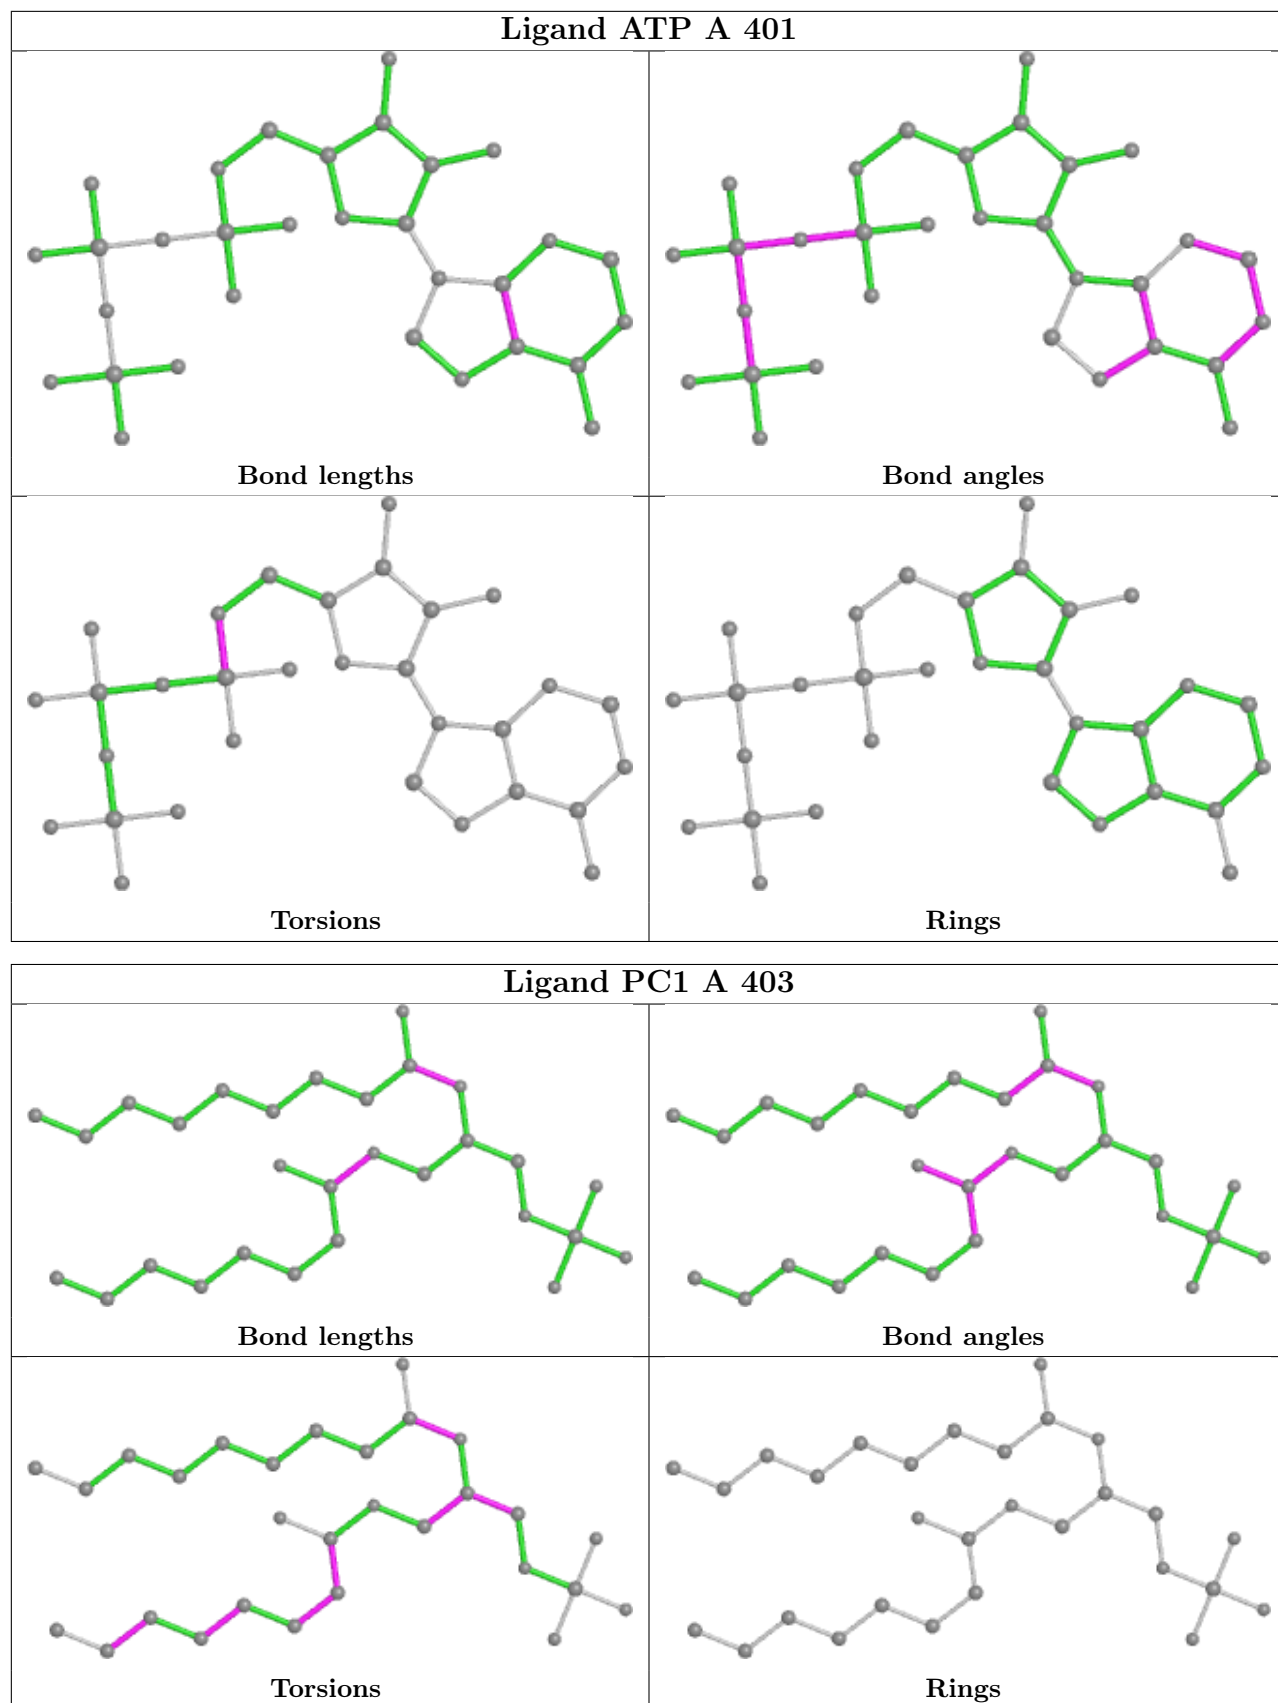 Ligand ATP A 401
Bond lengths
Bond angles
Torsions
Rings
Ligand PC1 A 403
Bond lengths
Bond angles
Torsions
Rings